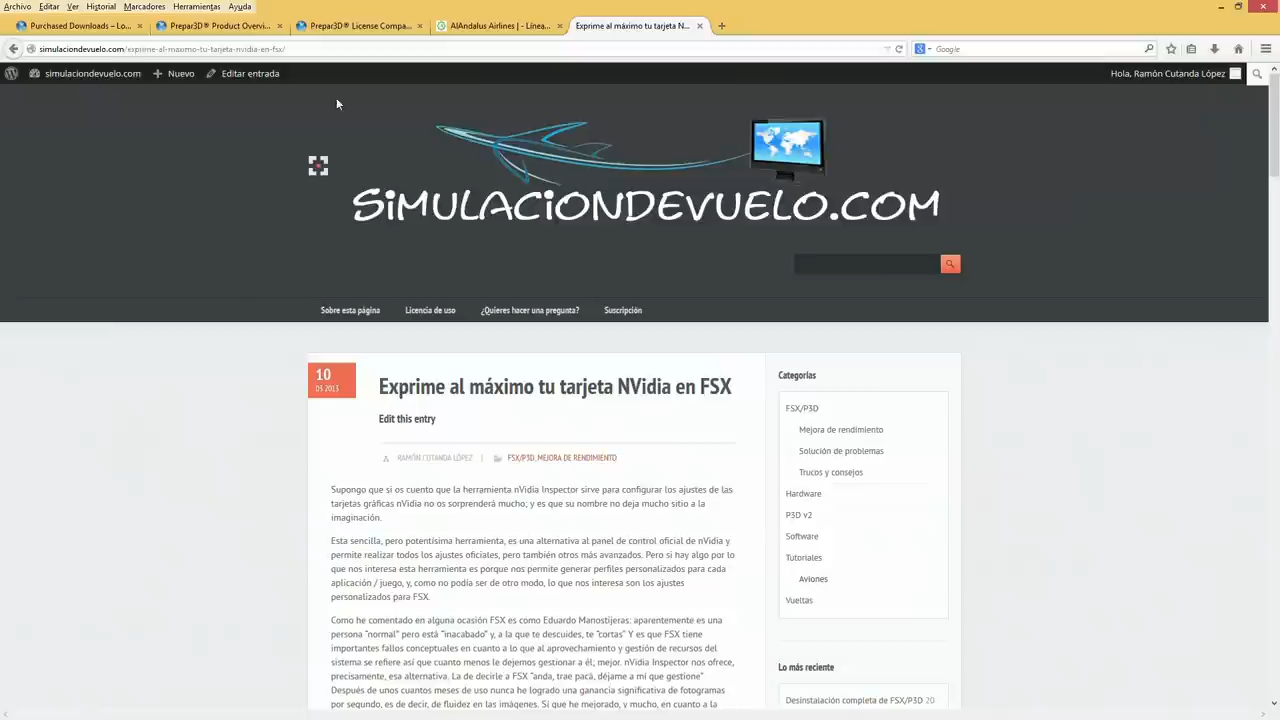 Archivo Editar Ver Historial Marcadores Herramientas Ayuda
Purchased Downloads – Lo... Prepar3D® Product Overvi... Prepar3D® License Compa... AlAndalus Airlines | - Linea... Exprime al máximo tu tarjeta N...
simulaciondevuelo.com/exprime-al-maximo-tu-tarjeta-nvidia-en-fsx/ Google
simulaciondevuelo.com Nuevo Editar entrada Hola, Ramón Cutanda López
SiMULACiONDEVUELO.COM
Sobre esta página Licencia de uso ¿Quieres hacer una pregunta? Suscripción
10
DS 2013
Exprime al máximo tu tarjeta NVidia en FSX
Edit this entry
RAMÓN CUTANDA LÓPEZ | FSX/P3D, MEJORA DE RENDIMIENTO
Supongo que si os cuento que la herramienta nVidia Inspector sirve para configurar los ajustes de las
tarjetas gráficas nVidia no os sorprenderá mucho; y es que su nombre no deja mucho sitio a la
imaginación.
Esta sencilla, pero potentísima herramienta, es una alternativa al panel de control oficial de nVidia y
permite realizar todos los ajustes oficiales, pero también otros más avanzados. Pero si hay algo por lo
que nos interesa esta herramienta es porque nos permite generar perfiles personalizados para cada
aplicación / juego, y, como no podía ser de otro modo, lo que nos interesa son los ajustes
personalizados para FSX.
Como he comentado en alguna ocasión FSX es como Eduardo Manostijeras: aparentemente es una
persona "normal" pero está "inacabado" y, a la que te descuides, te "cortas" Y es que FSX tiene
importantes fallos conceptuales en cuanto a lo que al aprovechamiento y gestión de recursos del
sistema se refiere así que cuanto menos le dejemos gestionar a él, mejor. nVidia Inspector nos ofrece,
precisamente, esa alternativa. La de decirle a FSX "anda, trae pacá, déjame a mí que gestione"
Después de unos cuantos meses de uso nunca he logrado una ganancia significativa de fotogramas
por segundo, es de decir, de fluidez en las imágenes. Sí que he mejorado, y mucho, en cuanto a la
Categorías
FSX/P3D
Mejora de rendimiento
Solución de problemas
Trucos y consejos
Hardware
P3D v2
Software
Tutoriales
Aviones
Vueltas
Lo más reciente
Desinstalación completa de FSX/P3D 20